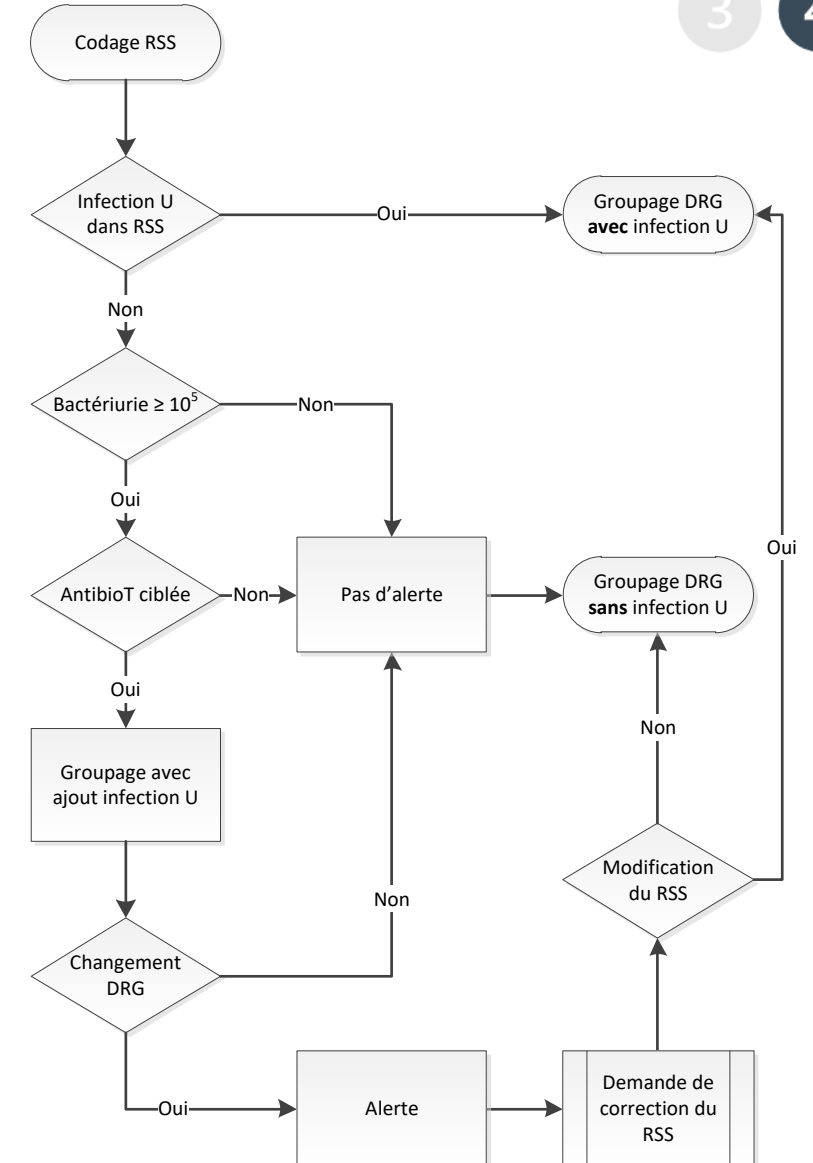 3
4
Codage RSS
Infection U
dans RSS
Oui
Groupage DRG
avec infection U
Non
Bactériurie ≥ 10⁵
Non
Oui
Oui
AntibioT ciblée
Non
Pas d’alerte
Groupage DRG
sans infection U
Oui
Non
Groupage avec
ajout infection U
Modification
du RSS
Non
Changement
DRG
Oui
Alerte
Demande de
correction du
RSS